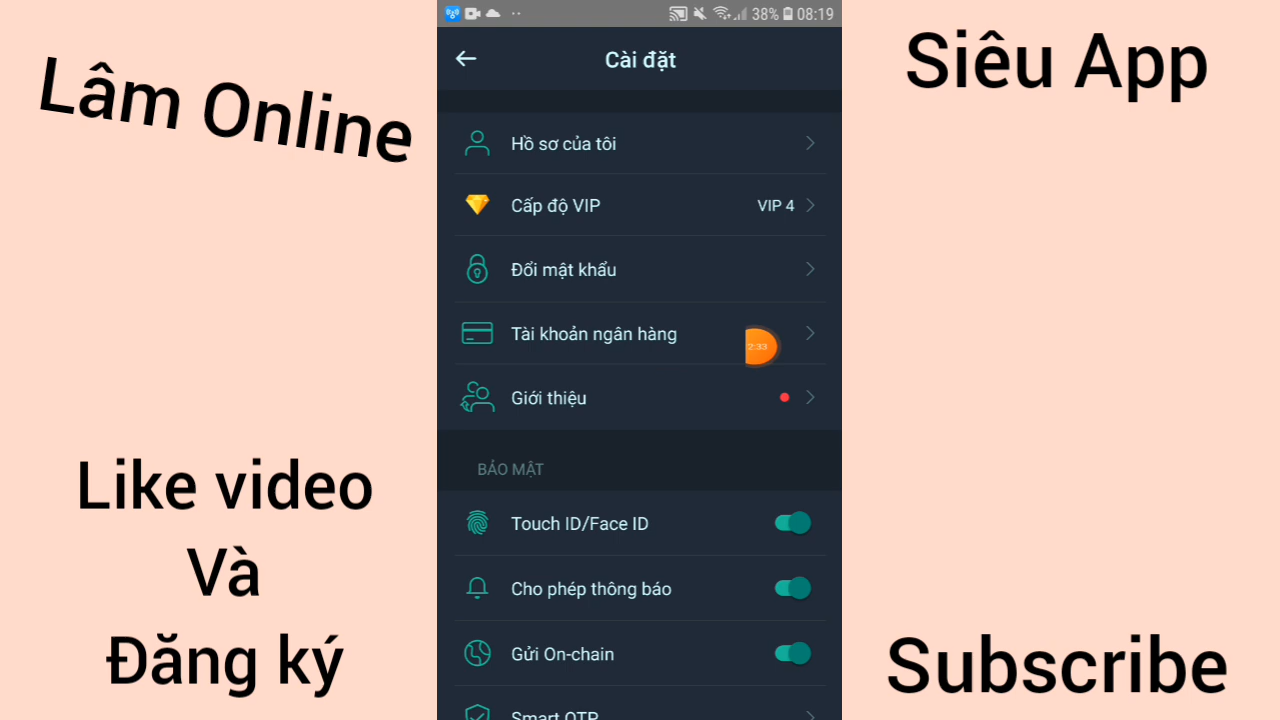 Lâm Online
Siêu App
38% 08:19
Cài đặt
Hồ sơ của tôi
Cấp độ VIP VIP 4
Đổi mật khẩu
Tài khoản ngân hàng
2:33
Giới thiệu
BẢO MẬT
Touch ID/Face ID
Cho phép thông báo
Gửi On-chain
Smart OTP
Like video
Và
Đăng ký
Subscribe